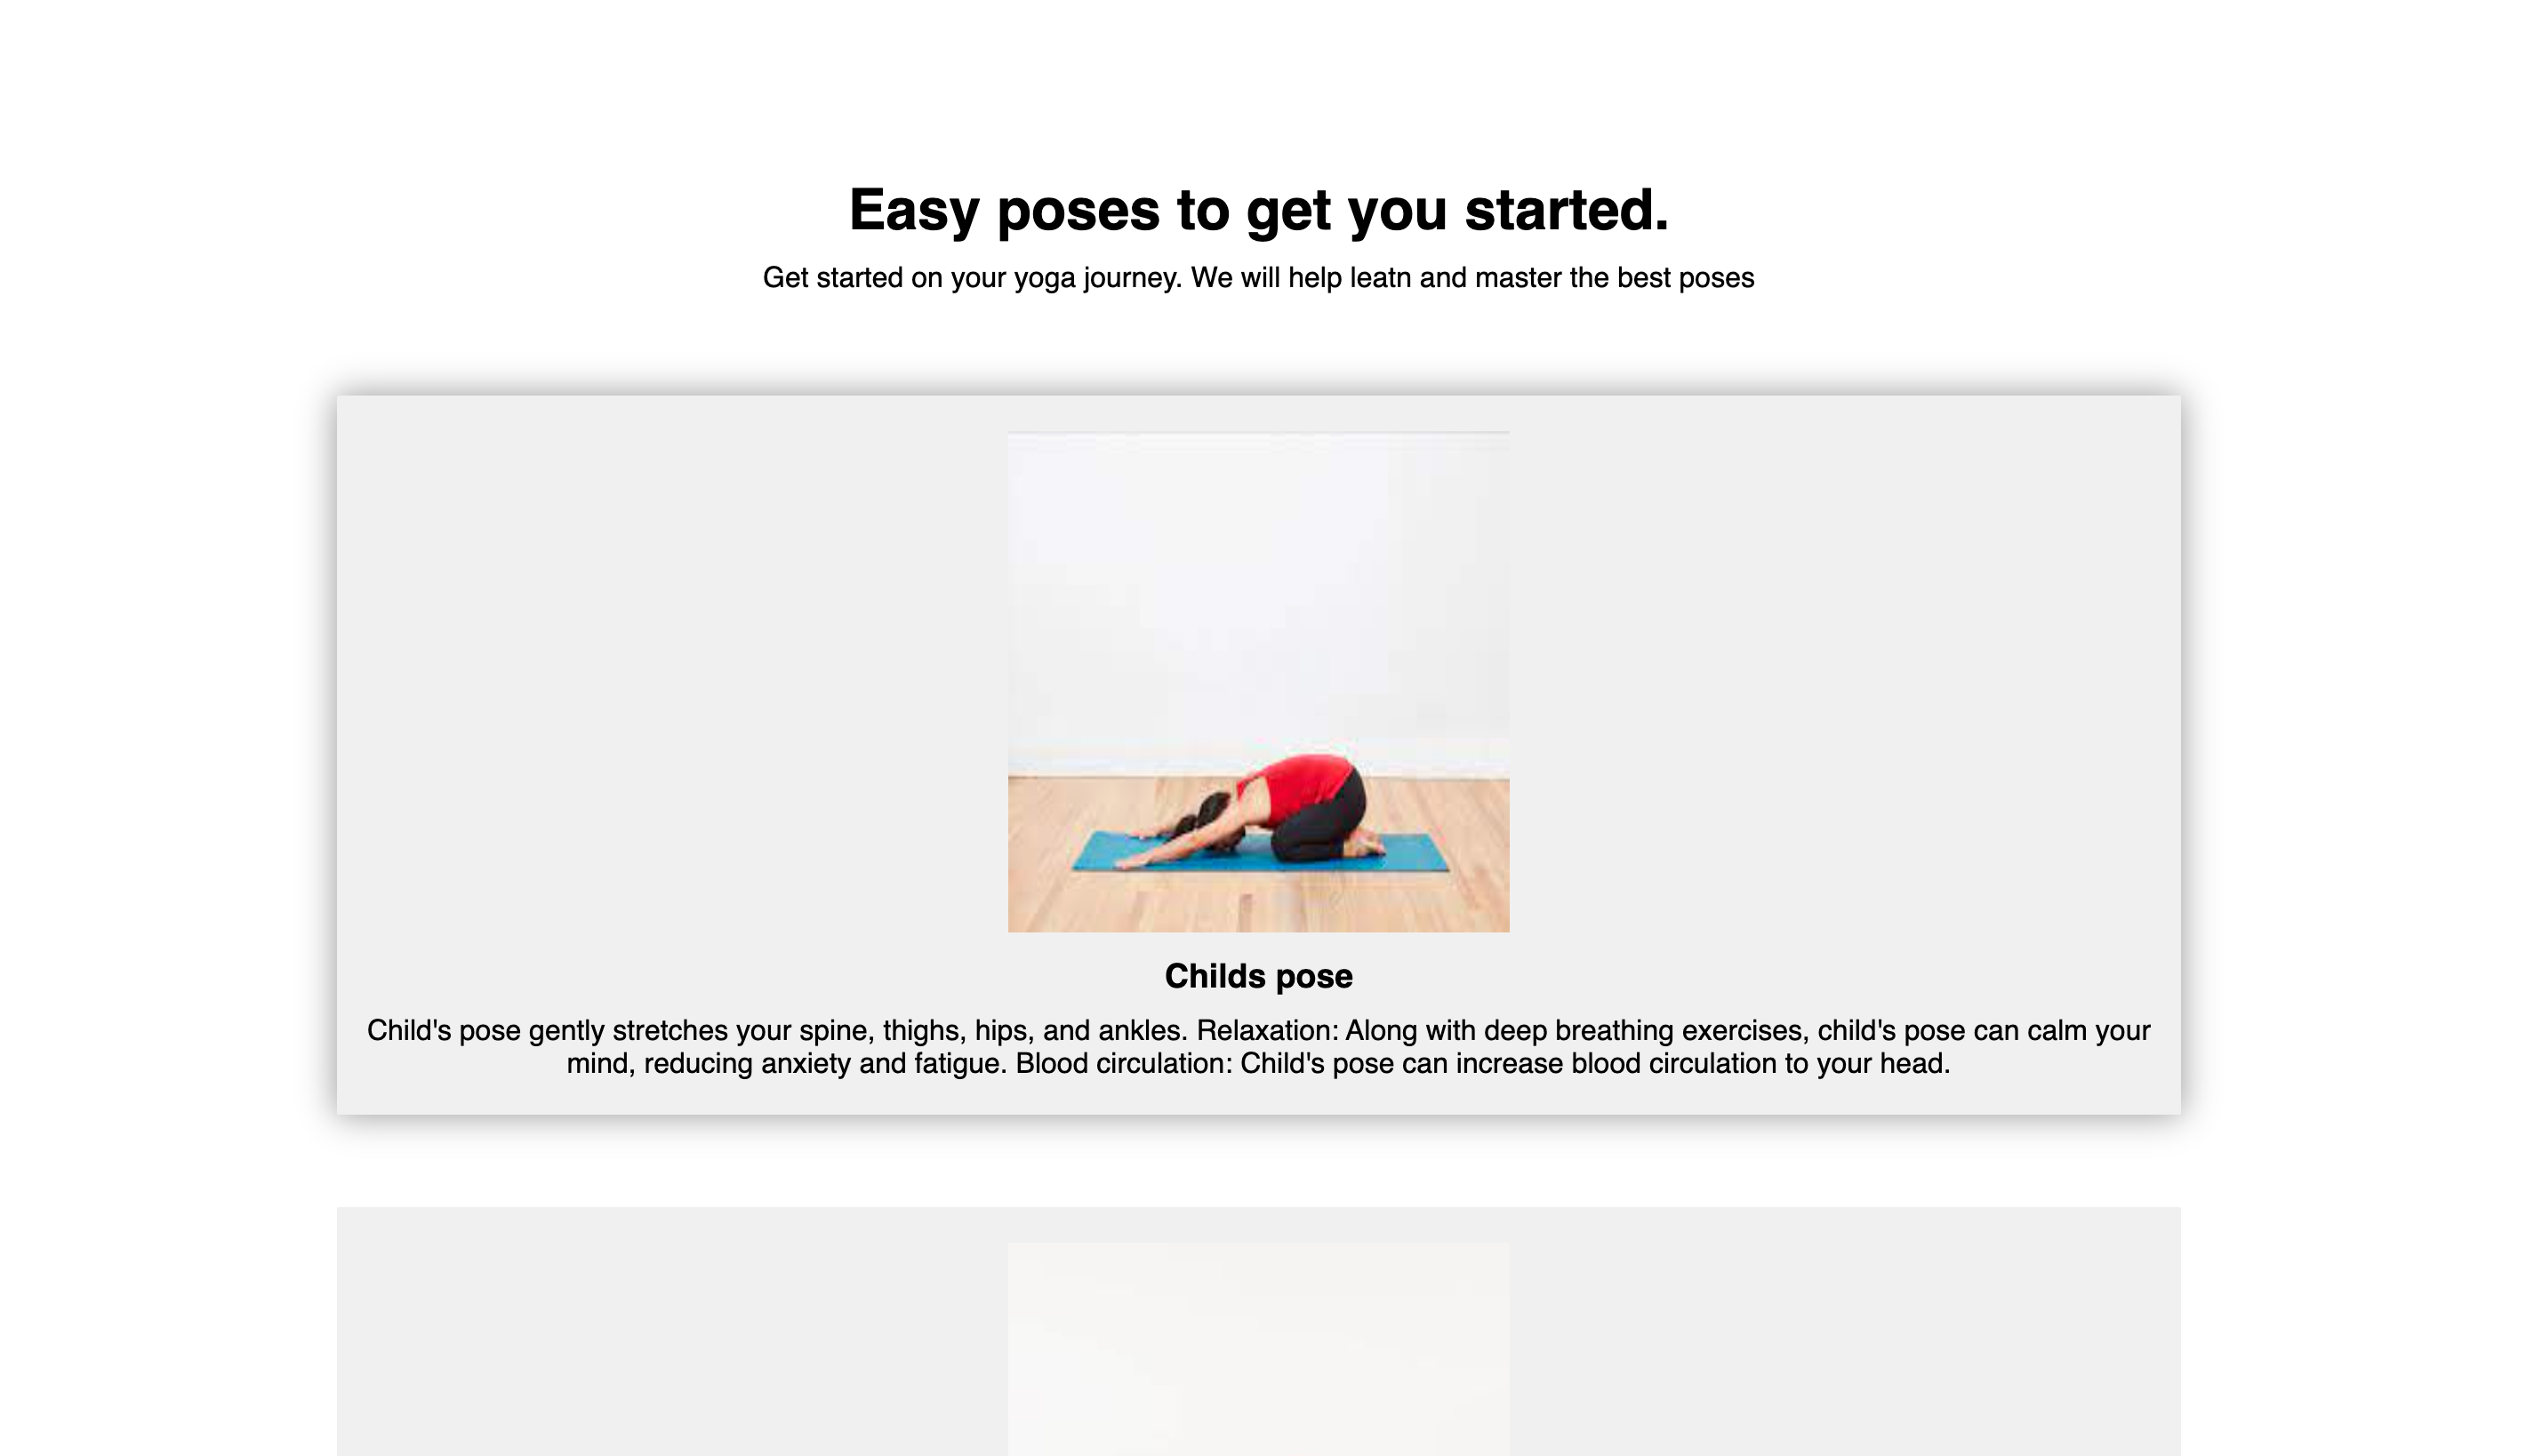 Easy poses to get you started.
Get started on your yoga journey. We will help leatn and master the best poses
Childs pose
Child's pose gently stretches your spine, thighs, hips, and ankles. Relaxation: Along with deep breathing exercises, child's pose can calm your
mind, reducing anxiety and fatigue. Blood circulation: Child's pose can increase blood circulation to your head.